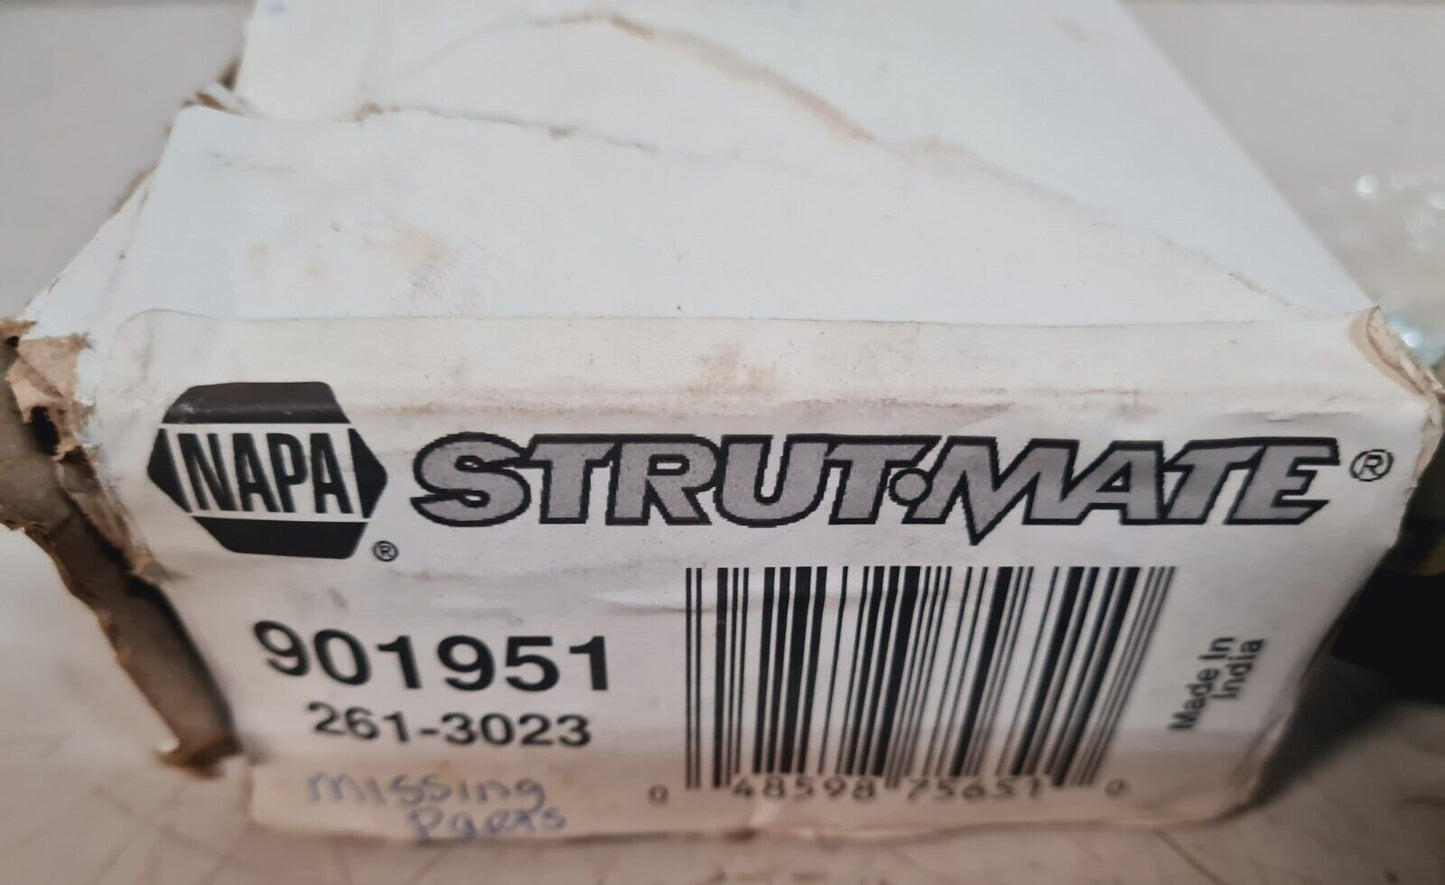 NAPA ®
STRUT·MATE®
901951
261-3023
missing
parts
0 48598 75651 0
Made In
India